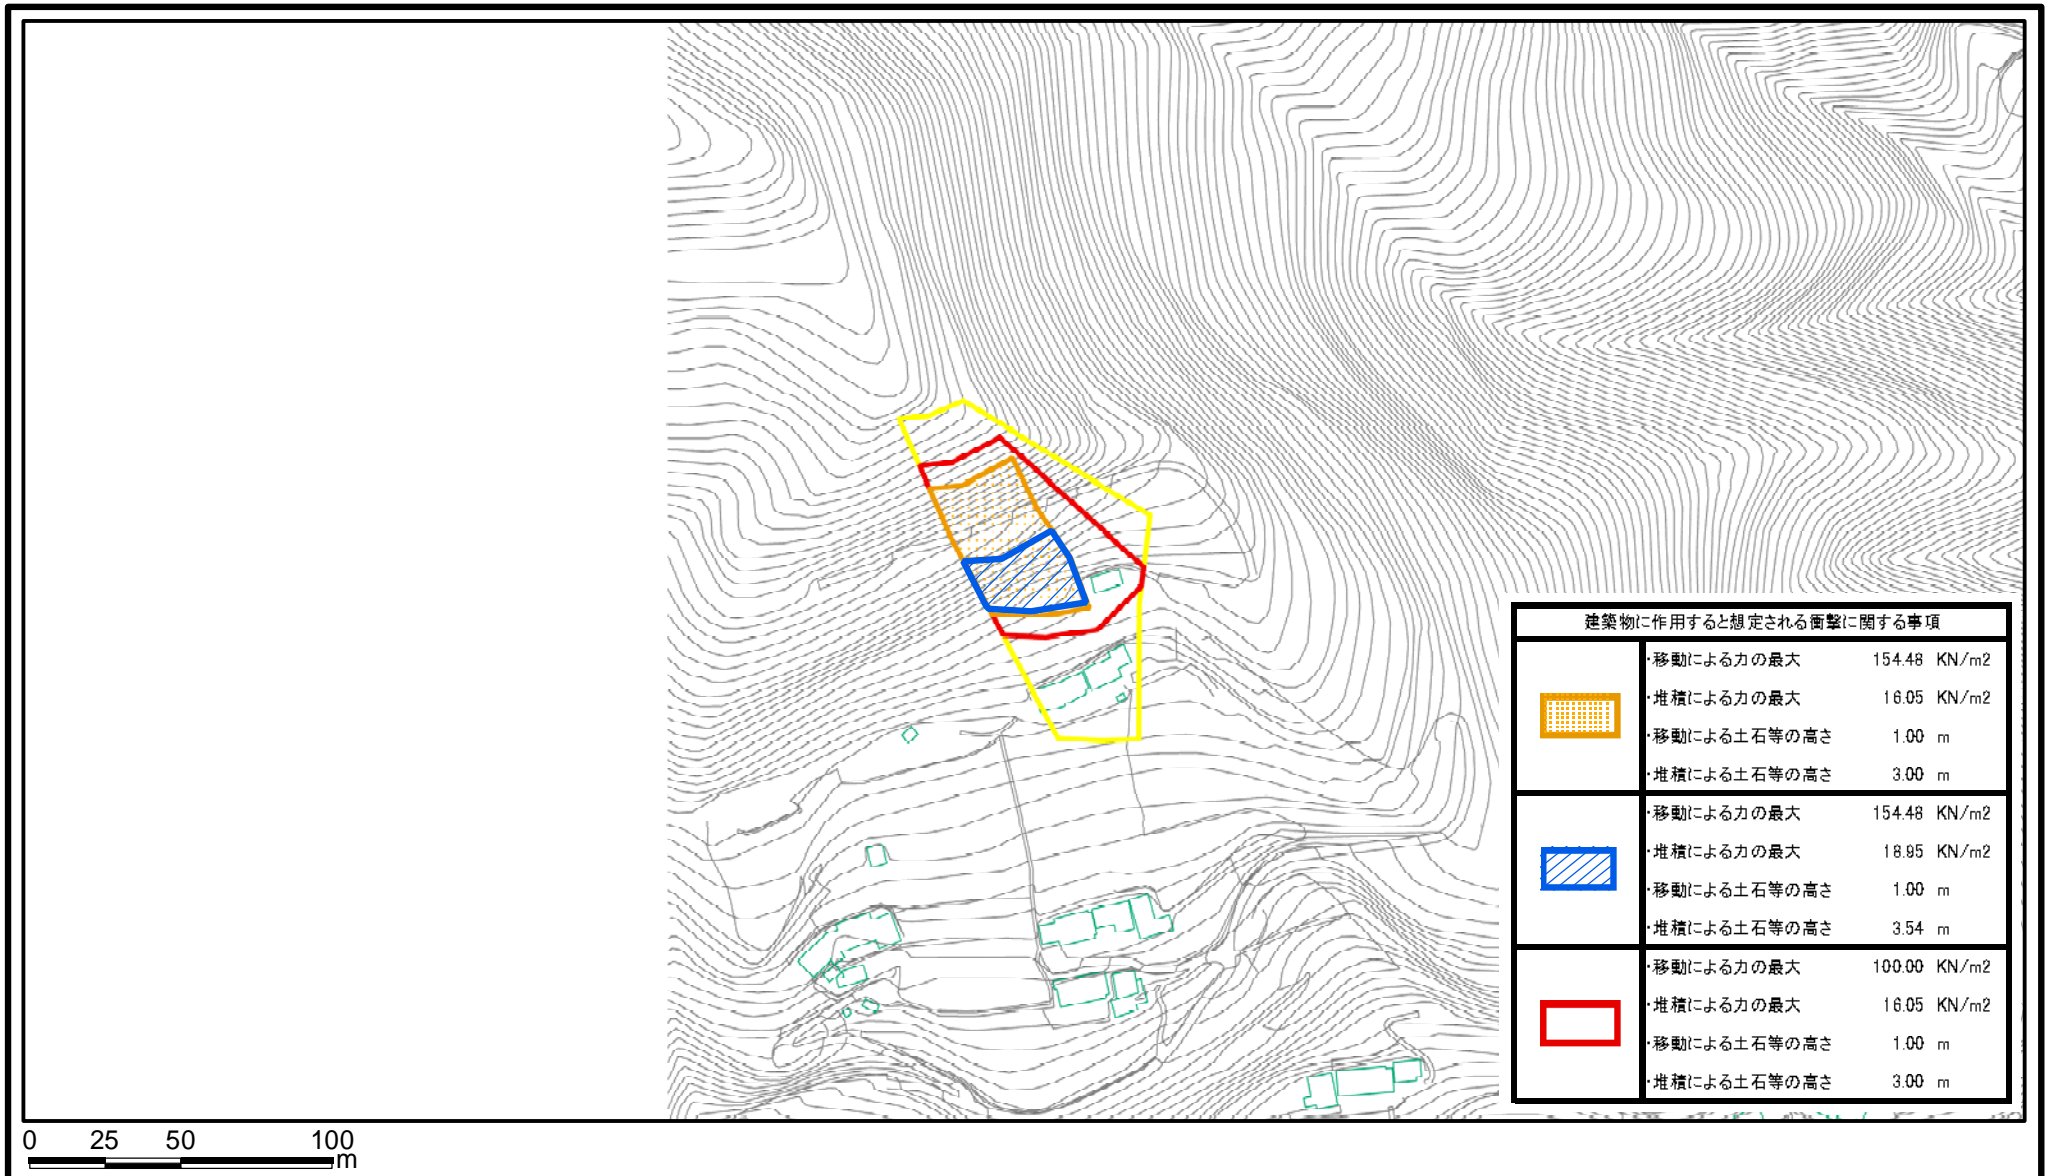 建築物に作用すると想定される衝撃に関する事項
・移動による力の最大 154.48 KN/m2
・堆積による力の最大 16.05 KN/m2
・移動による土石等の高さ 1.00 m
・堆積による土石等の高さ 3.00 m
・移動による力の最大 154.48 KN/m2
・堆積による力の最大 18.95 KN/m2
・移動による土石等の高さ 1.00 m
・堆積による土石等の高さ 3.54 m
・移動による力の最大 100.00 KN/m2
・堆積による力の最大 16.05 KN/m2
・移動による土石等の高さ 1.00 m
・堆積による土石等の高さ 3.00 m
0 25 50 100
m